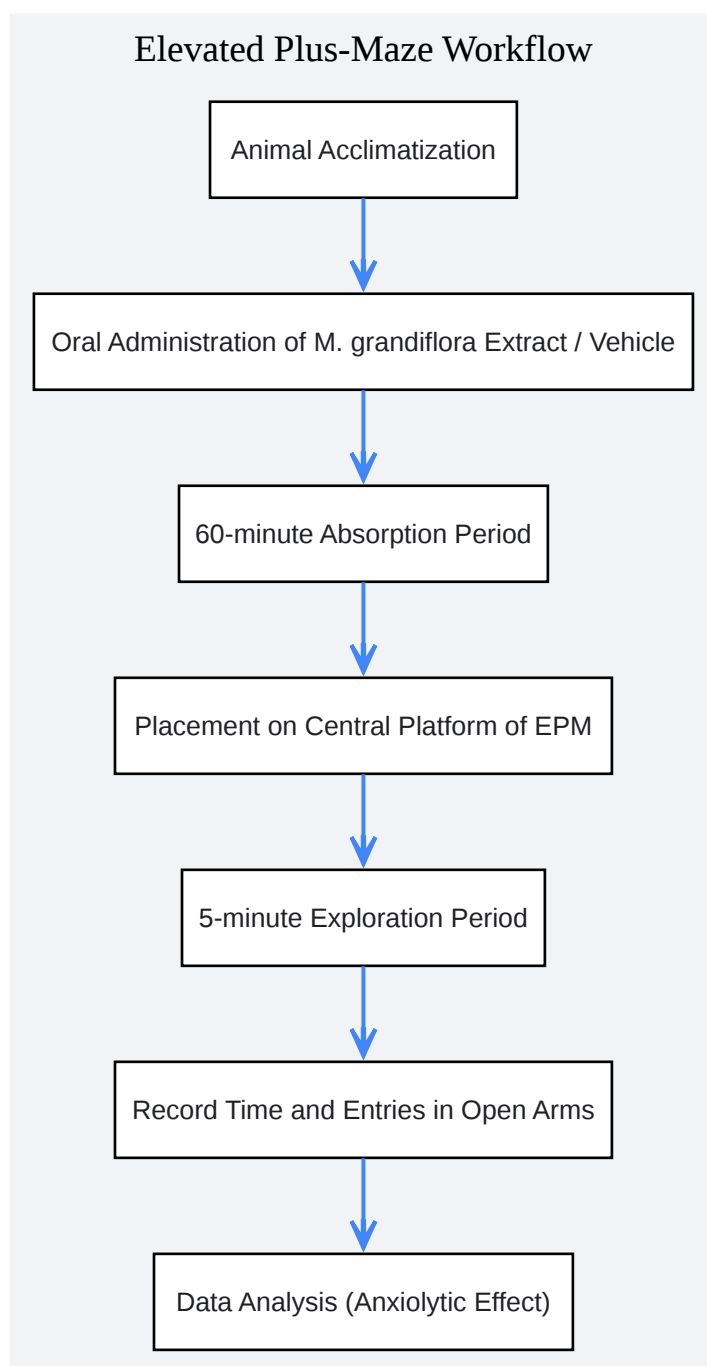 Elevated Plus-Maze Workflow
Animal Acclimatization
Oral Administration of M. grandiflora Extract / Vehicle
60-minute Absorption Period
Placement on Central Platform of EPM
5-minute Exploration Period
Record Time and Entries in Open Arms
Data Analysis (Anxiolytic Effect)